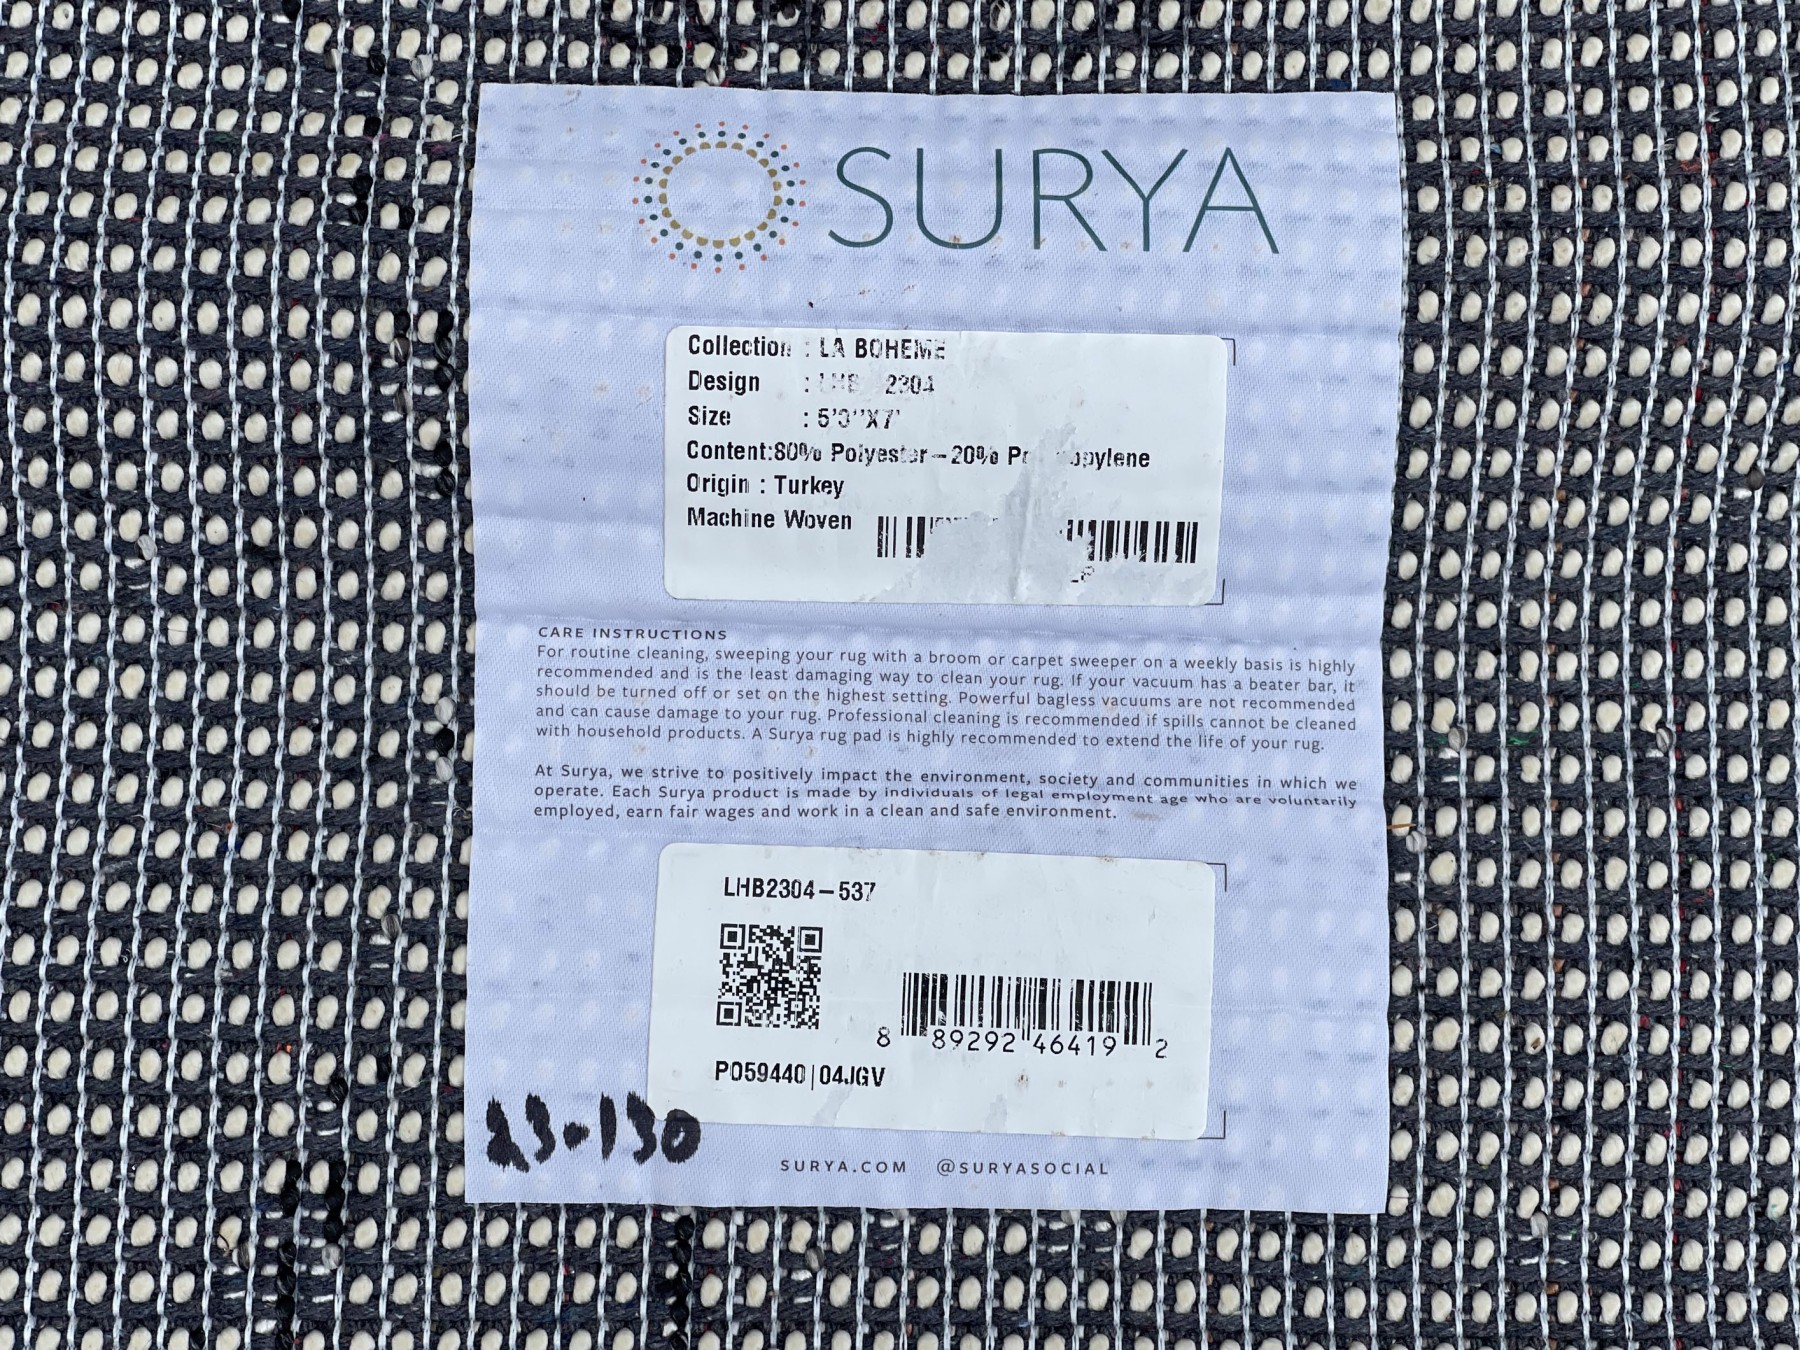 SURYA
Collection : LA BOHEME
Design : LHB 2304
Size : 5'3''X7'
Content:80% Polyester-20% Polypropylene
Origin : Turkey
Machine Woven
CARE INSTRUCTIONS
For routine cleaning, sweeping your rug with a broom or carpet sweeper on a weekly basis is highly
recommended and is the least damaging way to clean your rug. If your vacuum has a beater bar, it
should be turned off or set on the highest setting. Powerful bagless vacuums are not recommended
and can cause damage to your rug. Professional cleaning is recommended if spills cannot be cleaned
with household products. A Surya rug pad is highly recommended to extend the life of your rug.
At Surya, we strive to positively impact the environment, society and communities in which we
operate. Each Surya product is made by individuals of legal employment age who are voluntarily
employed, earn fair wages and work in a clean and safe environment.
LHB2304-537
8 89292 46419 2
PO59440|04JGV
23-130
SURYA.COM @SURYASOCIAL